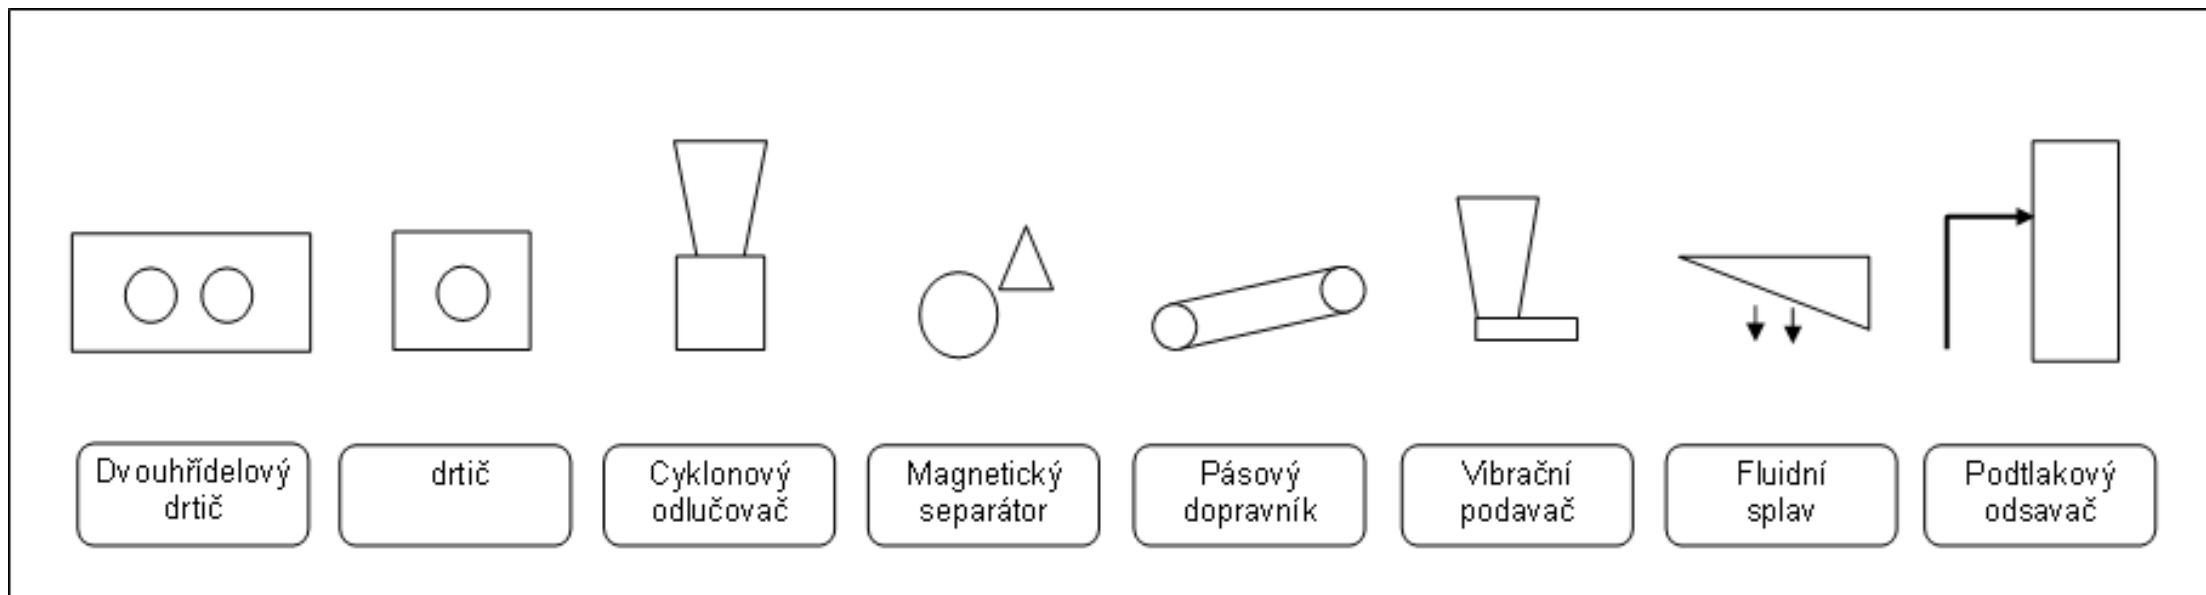 Dvouhřídelový
drtič
drtič
Cyklonový
odlučovač
Magnetický
separátor
Pásový
dopravník
Vibrační
podavač
Fluidní
splav
Podtlakový
odsavač